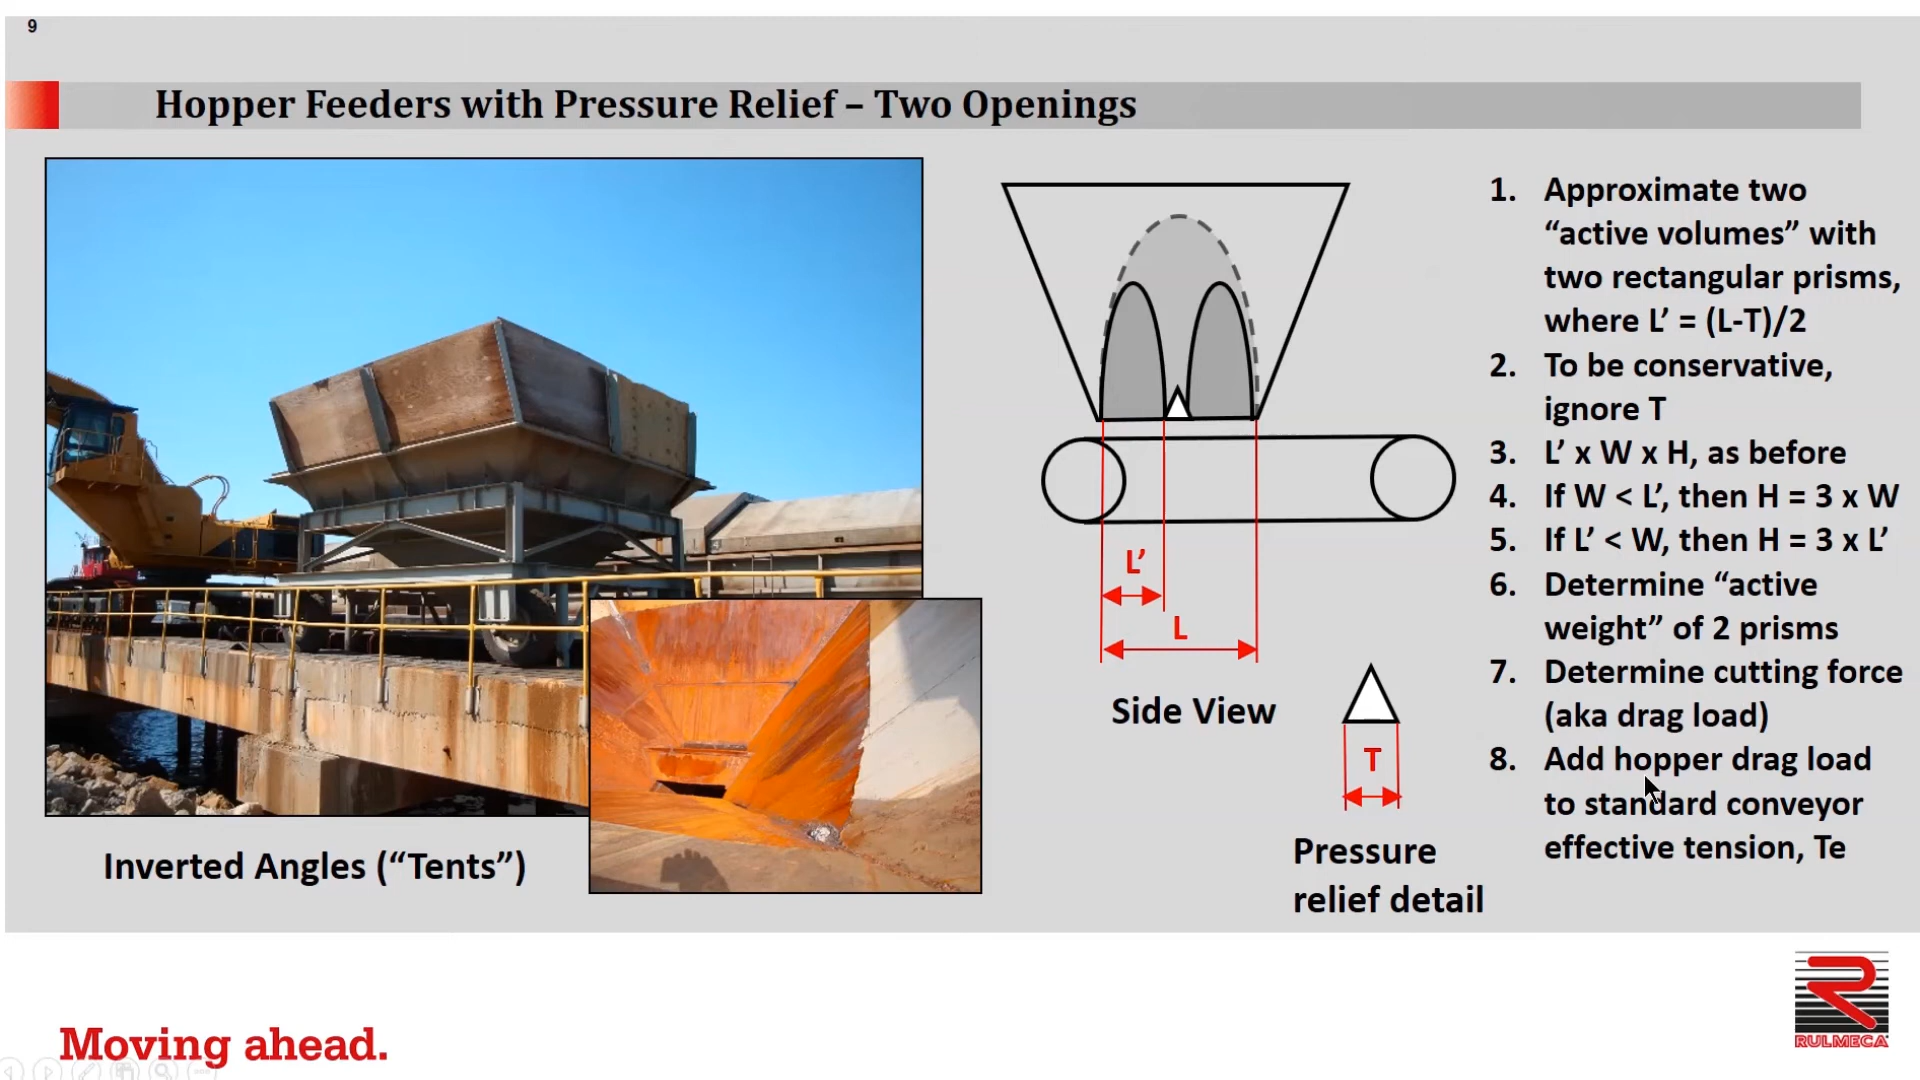 9
Hopper Feeders with Pressure Relief – Two Openings
1. Approximate two
“active volumes” with
two rectangular prisms,
where L’ = (L-T)/2
2. To be conservative,
ignore T
3. L’ x W x H, as before
4. If W < L’, then H = 3 x W
5. If L’ < W, then H = 3 x L’
6. Determine “active
weight” of 2 prisms
7. Determine cutting force
(aka drag load)
8. Add hopper drag load
to standard conveyor
effective tension, Te
L’
L
Side View
T
Pressure
relief detail
Inverted Angles (“Tents”)
Moving ahead.
R
RULMECA